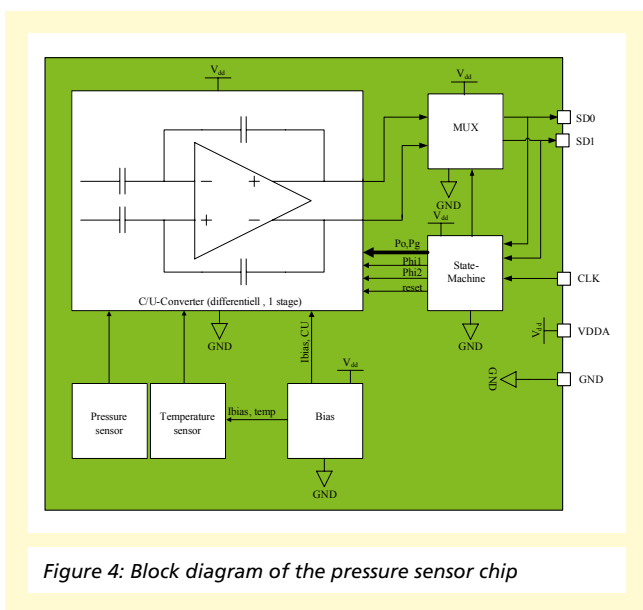 Vdd
Vdd
MUX
SD0
SD1
GND
Vdd
Po,Pg
Phi1
Phi2
reset
State-
Machine
CLK
C/U-Converter (differentiell , 1 stage)
GND
GND
Ibias, CU
Vdd
VDDA
Vdd
GND
GND
Pressure
sensor
Temperature
sensor
Ibias, temp
Bias
GND
Figure 4: Block diagram of the pressure sensor chip